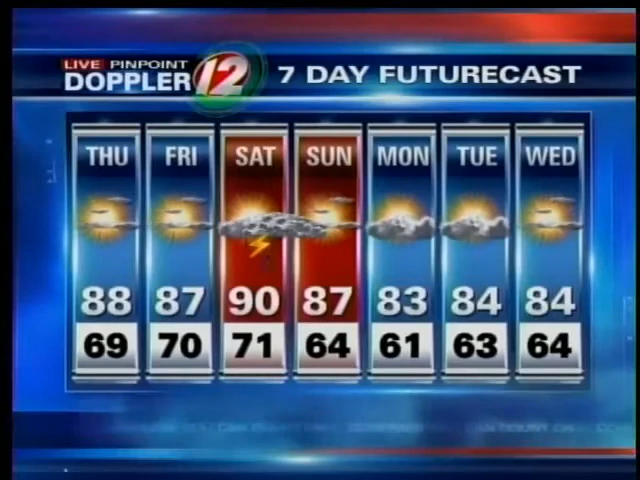 LIVE PINPOINT
DOPPLER 12
7 DAY FUTURECAST
THU FRI SAT SUN MON TUE WED
88 87 90 87 83 84 84
69 70 71 64 61 63 64